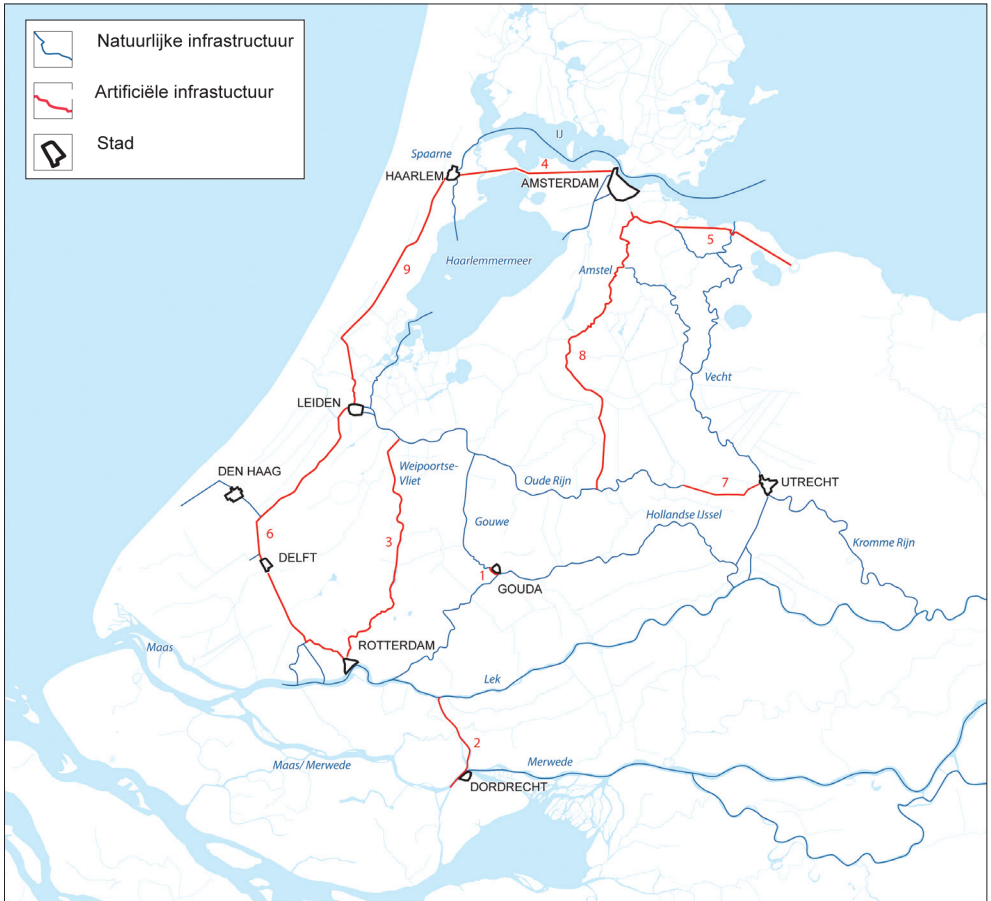 Natuurlijke infrastructuur
Artificiële infrastuctuur
Stad
IJ
Spaarne
4
HAARLEM
AMSTERDAM
5
9
Haarlemmermeer
Amstel
8
Vecht
LEIDEN
Weipoortse-
Vliet
DEN HAAG
Oude Rijn
7
UTRECHT
Hollandse IJssel
Gouwe
6
3
Kromme Rijn
DELFT
1
GOUDA
ROTTERDAM
Maas
Lek
2
Maas/ Merwede
Merwede
DORDRECHT